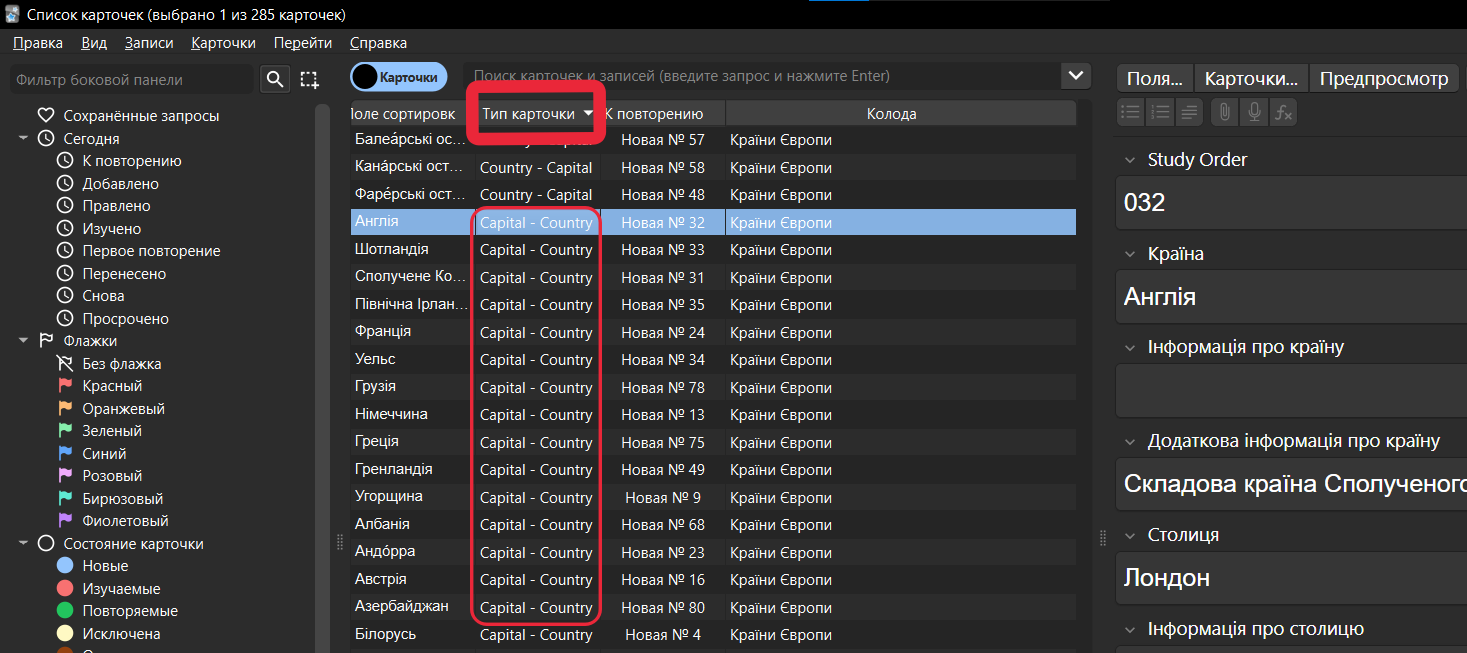 Список карточек (выбрано 1 из 285 карточек)
Правка Вид Записи Карточки Перейти Справка
Фильтр боковой панели
Карточки
Поиск карточек и записей (введите запрос и нажмите Enter)
Поля... Карточки... Предпросмотр
Сохранённые запросы
Сегодня
К повторению
Добавлено
Правлено
Изучено
Первое повторение
Перенесено
Снова
Просрочено
Флажки
Без флажка
Красный
Оранжевый
Зеленый
Синий
Розовый
Бирюзовый
Фиолетовый
Состояние карточки
Новые
Изучаемые
Повторяемые
Исключена
оле сортировк Тип карточки К повторению Колода
Балеа́рські ос... Новая № 57 Країни Європи
Кана́рські ост... Country - Capital Новая № 58 Країни Європи
Фаре́рські ост... Country - Capital Новая № 48 Країни Європи
Англія Capital - Country Новая № 32 Країни Європи
Шотландія Capital - Country Новая № 33 Країни Європи
Сполучене Ко... Capital - Country Новая № 31 Країни Європи
Північна Ірлан... Capital - Country Новая № 35 Країни Європи
Франція Capital - Country Новая № 24 Країни Європи
Уельс Capital - Country Новая № 34 Країни Європи
Грузія Capital - Country Новая № 78 Країни Європи
Німеччина Capital - Country Новая № 13 Країни Європи
Греція Capital - Country Новая № 75 Країни Європи
Гренландія Capital - Country Новая № 49 Країни Європи
Угорщина Capital - Country Новая № 9 Країни Європи
Албанія Capital - Country Новая № 68 Країни Європи
Андо́рра Capital - Country Новая № 23 Країни Європи
Австрія Capital - Country Новая № 16 Країни Європи
Азербайджан Capital - Country Новая № 80 Країни Європи
Білорусь Capital - Country Новая № 4 Країни Європи
Study Order
032
Країна
Англія
Інформація про країну
Додаткова інформація про країну
Складова країна Сполученого
Столиця
Лондон
Інформація про столицю